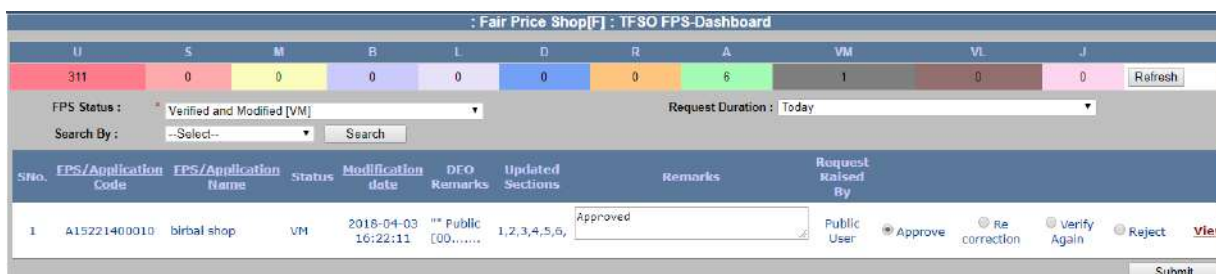 : Fair Price Shop[F] : TFSO FPS-Dashboard
U S M B L D R A VM VL J
311 0 0 0 0 0 0 6 1 0 0 Refresh
FPS Status : * Verified and Modified [VM] Request Duration : Today
Search By : --Select-- Search
SNo. FPS/Application Code FPS/Application Name Status Modification date DEO Remarks Updated Sections Remarks Request Raised By
1 A15221400010 birbal shop VM 2018-04-03 16:22:11 "" Public [00....... 1,2,3,4,5,6, Approved Public User Approve Re correction Verify Again Reject
Submit